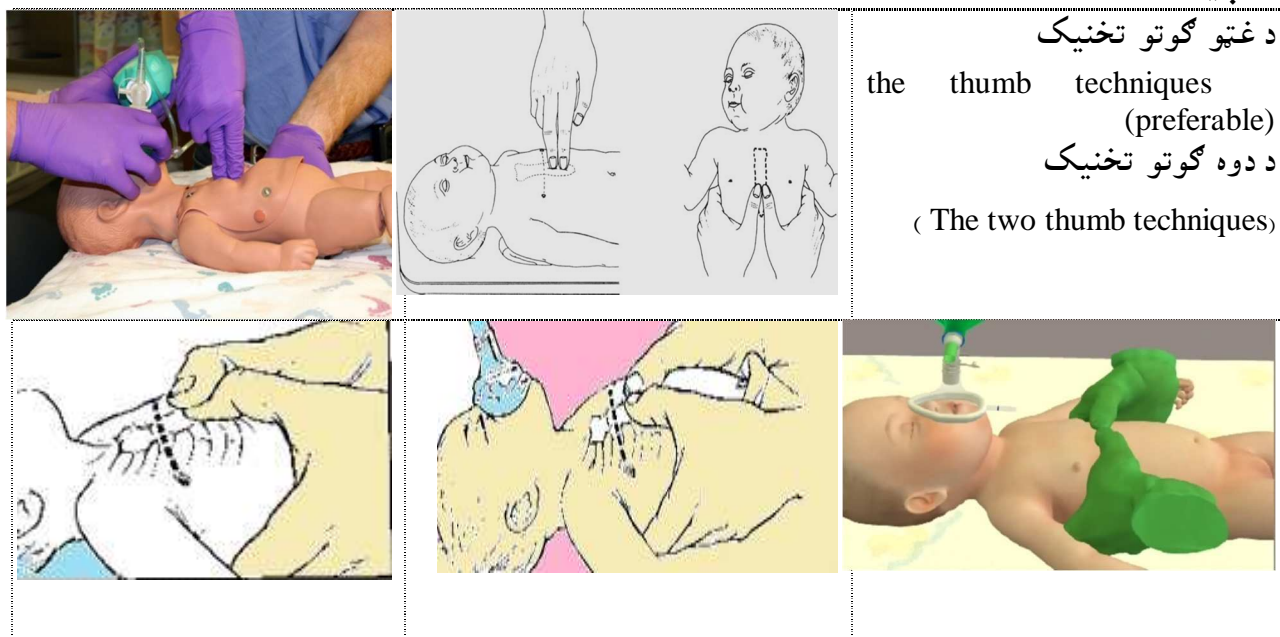 د غټو ګوتو تخنیک
the thumb techniques
(preferable)
د دوه ګوتو تخنیک
( The two thumb techniques)